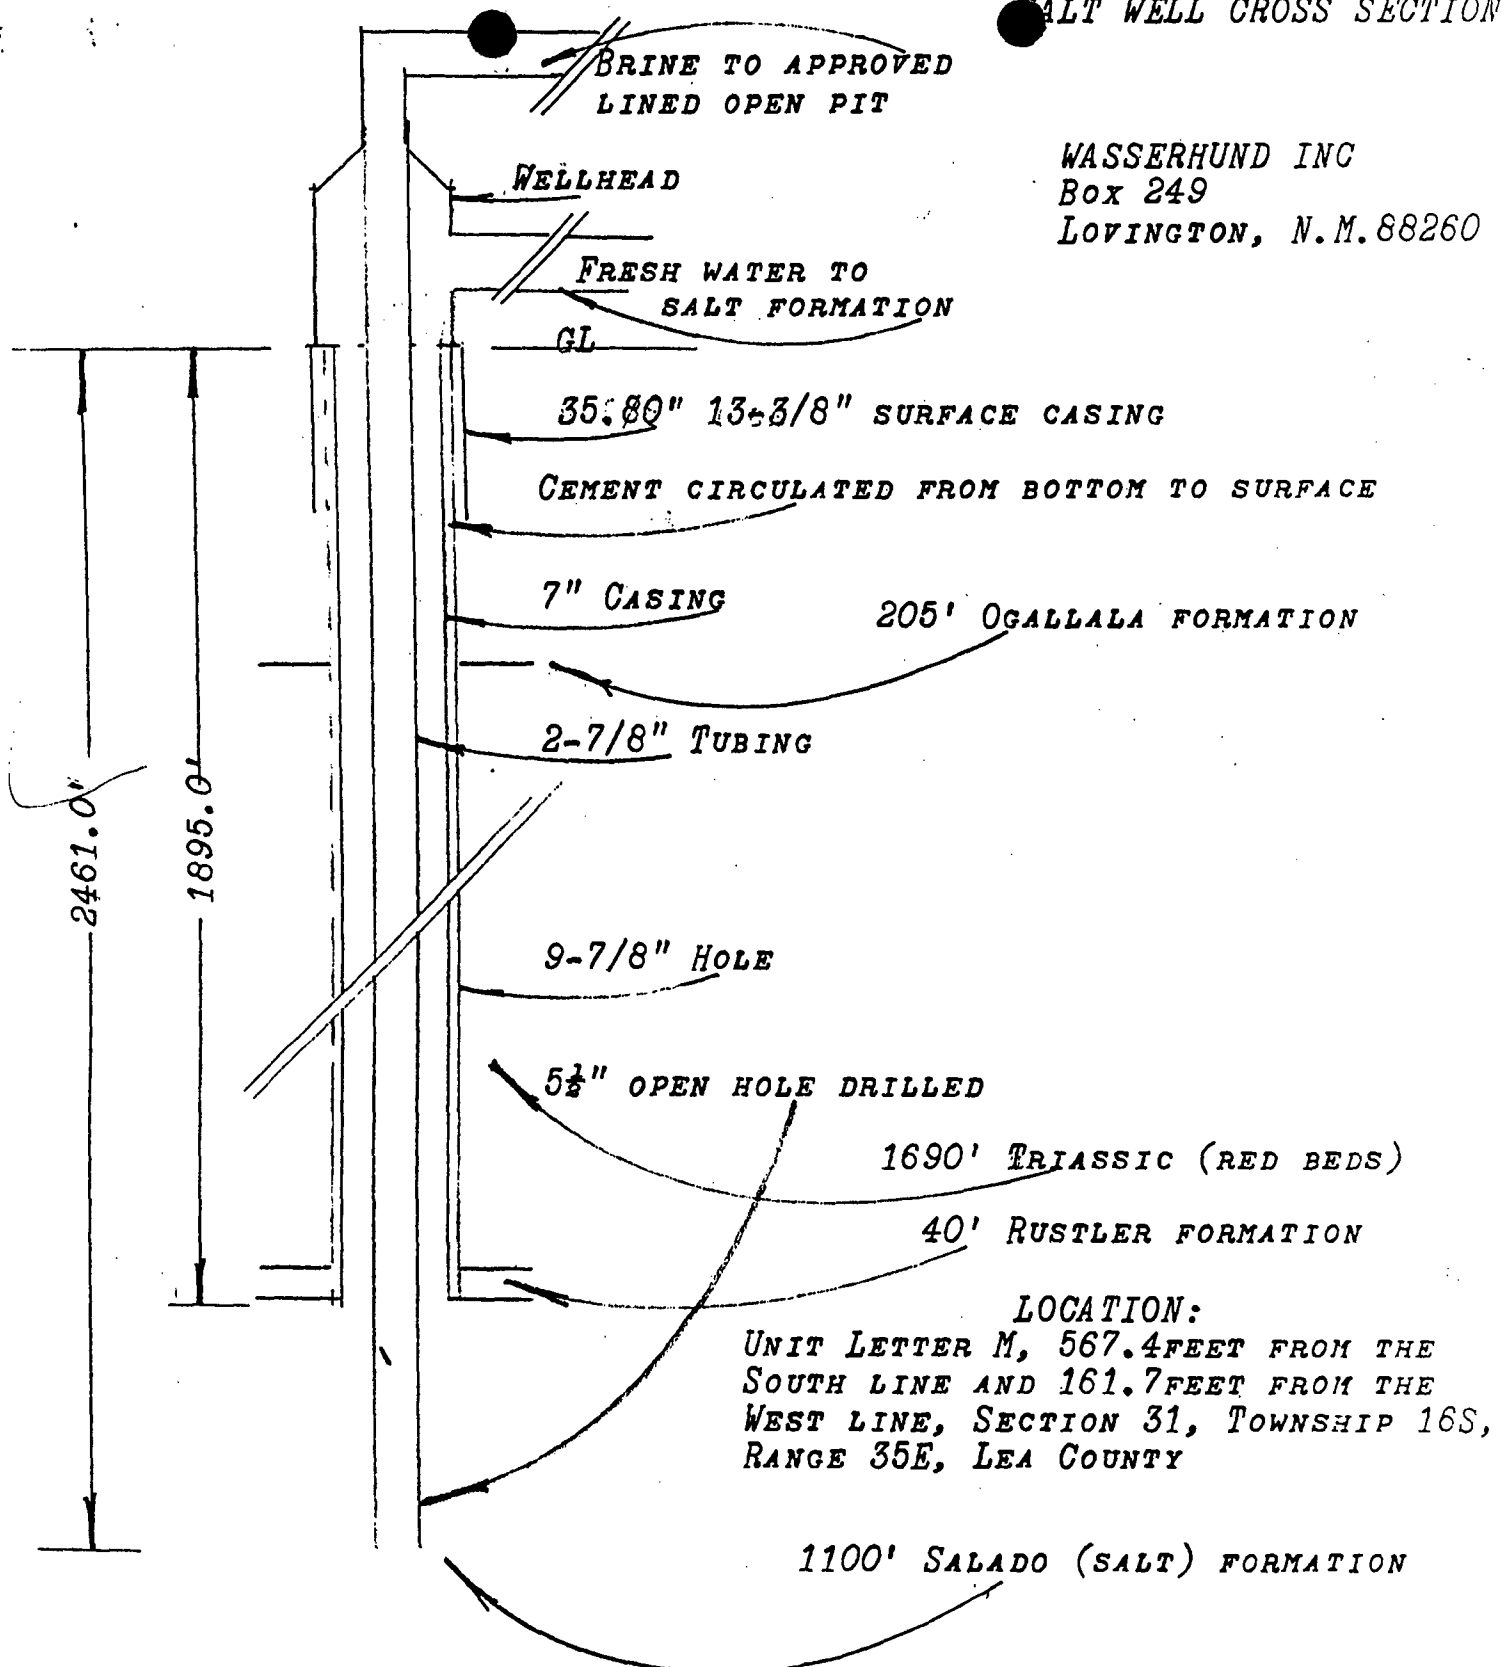 ALT WELL CROSS SECTION
BRINE TO APPROVED
LINED OPEN PIT
WASSERHUND INC
BOX 249
LOVINGTON, N.M. 88260
WELLHEAD
FRESH WATER TO
SALT FORMATION
GL
35.80" 13-3/8" SURFACE CASING
CEMENT CIRCULATED FROM BOTTOM TO SURFACE
7" CASING
205' OGALLALA FORMATION
2-7/8" TUBING
2461.0"
1895.0'
9-7/8" HOLE
5½" OPEN HOLE DRILLED
1690' TRIASSIC (RED BEDS)
40' RUSTLER FORMATION
LOCATION:
UNIT LETTER M, 567.4FEET FROM THE
SOUTH LINE AND 161.7FEET FROM THE
WEST LINE, SECTION 31, TOWNSHIP 16S,
RANGE 35E, LEA COUNTY
1100' SALADO (SALT) FORMATION